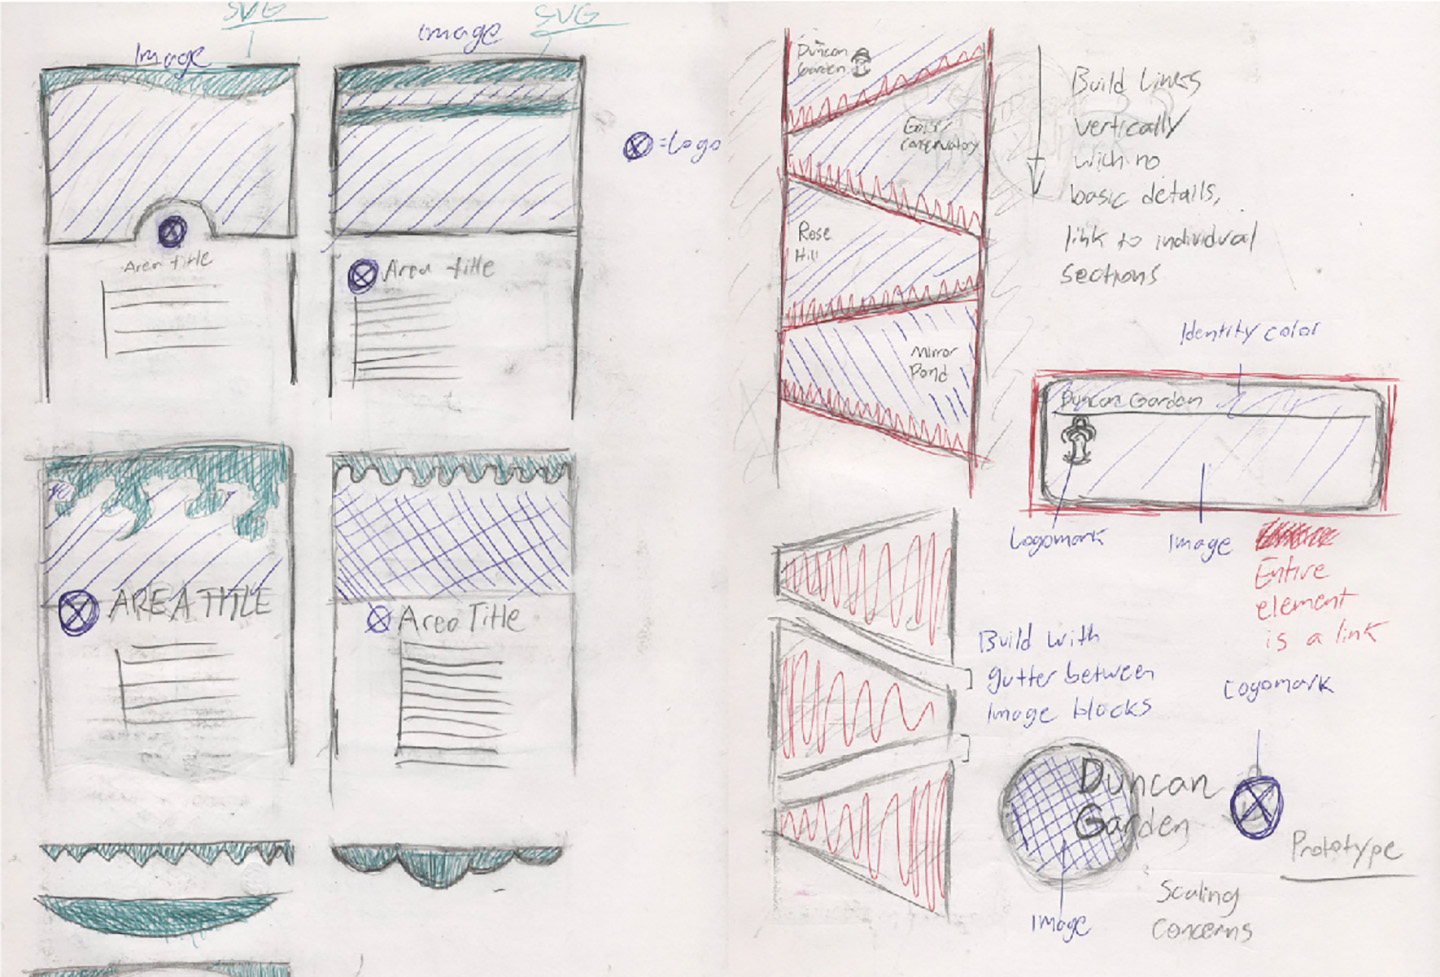 SVG
SVG
Image
Image
=Logo
Area title
Area title
AREA TITLE
Area Title
Duncan
Garden
Conservatory
Rose
Hill
Mirror
Pond
Build Links
vertically
with no
basic details,
link to individual
sections
Identity color
Duncan Garden
Logomark
Image
Entire
element
is a link
Build with
gutter between
Image blocks
Logomark
Duncan
Garden
Prototype
Image
Scaling
Concerns